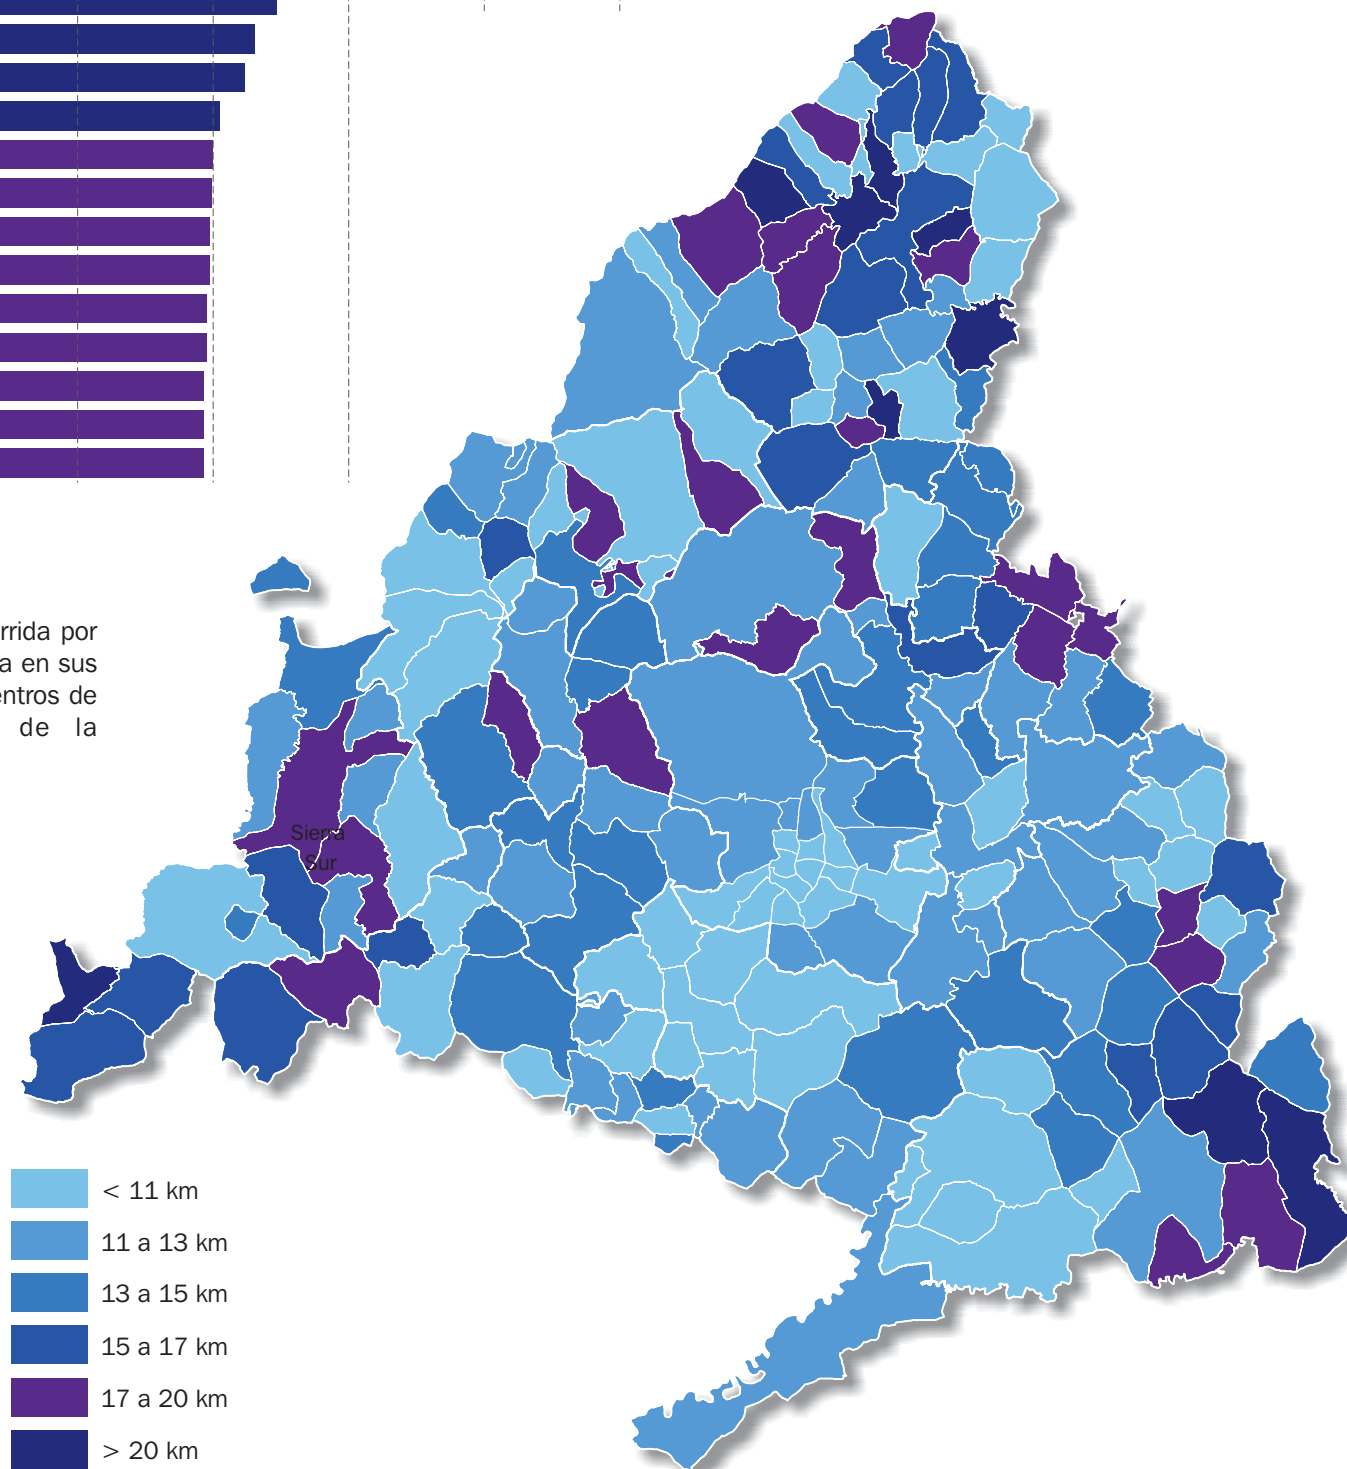 rrida por
a en sus
entros de
de la
Sierra
Sur
< 11 km
11 a 13 km
13 a 15 km
15 a 17 km
17 a 20 km
> 20 km